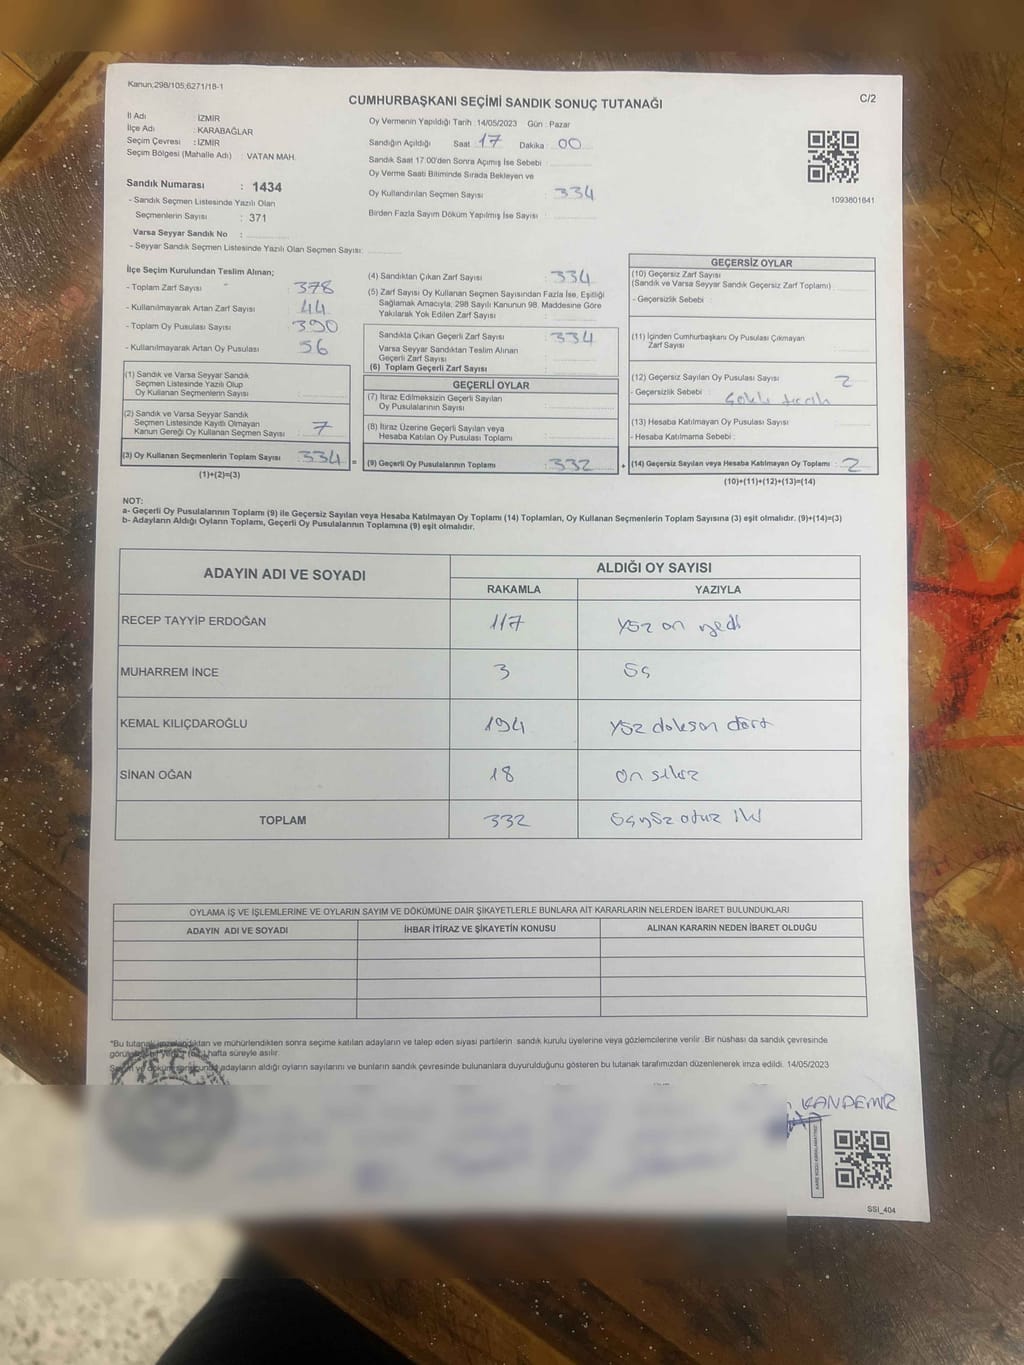 Kanun;298/105;6271/18-1
C/2
CUMHURBAŞKANI SEÇİMİ SANDIK SONUÇ TUTANAĞI
İl Adı : İZMİR
İlçe Adı : KARABAĞLAR
Seçim Çevresi : İZMİR
Seçim Bölgesi (Mahalle Adı) : VATAN MAH.
Sandık Numarası : 1434
- Sandık Seçmen Listesinde Yazılı Olan
Seçmenlerin Sayısı : 371
Varsa Seyyar Sandık No :
- Seyyar Sandık Seçmen Listesinde Yazılı Olan Seçmen Sayısı:
Oy Vermenin Yapıldığı Tarih :14/05/2023 Gün : Pazar
Sandığın Açıldığı Saat 17 Dakika 00
Sandık Saat 17.00'den Sonra Açımış İse Sebebi :
Oy Verme Saati Bitiminde Sırada Bekleyen ve
Oy Kullandırılan Seçmen Sayısı : 334
Birden Fazla Sayım Döküm Yapılmış İse Sayısı :
1093601641
İlçe Seçim Kurulundan Teslim Alınan;
- Toplam Zarf Sayısı : 378
- Kullanılmayarak Artan Zarf Sayısı : 44
- Toplam Oy Pusulası Sayısı : 390
- Kullanılmayarak Artan Oy Pusulası : 56
(1) Sandık ve Varsa Seyyar Sandık
Seçmen Listesinde Yazılı Olup
Oy Kullanan Seçmenlerin Sayısı :
(2) Sandık ve Varsa Seyyar Sandık
Seçmen Listesinde Kayıtlı Olmayan
Kanun Gereği Oy Kullanan Seçmen Sayısı : 7
(3) Oy Kullanan Seçmenlerin Toplam Sayısı : 334 =
(1)+(2)=(3)
(4) Sandıktan Çıkan Zarf Sayısı : 334
(5) Zarf Sayısı Oy Kullanan Seçmen Sayısından Fazla İse, Eşitliği
Sağlamak Amacıyla, 298 Sayılı Kanunun 98. Maddesine Göre
Yakılarak Yok Edilen Zarf Sayısı :
Sandıkta Çıkan Geçerli Zarf Sayısı : 334
Varsa Seyyar Sandıktan Teslim Alınan
Geçerli Zarf Sayısı :
(6) Toplam Geçerli Zarf Sayısı :
GEÇERLİ OYLAR
(7) İtiraz Edilmeksizin Geçerli Sayılan
Oy Pusulalarının Sayısı :
(8) İtiraz Üzerine Geçerli Sayılan veya
Hesaba Katılan Oy Pusulası Toplamı :
(9) Geçerli Oy Pusulalarının Toplamı : 332 +
GEÇERSİZ OYLAR
(10) Geçersiz Zarf Sayısı
(Sandık ve Varsa Seyyar Sandık Geçersiz Zarf Toplamı) :
- Geçersizlik Sebebi :
(11) İçinden Cumhurbaşkanı Oy Pusulası Çıkmayan
Zarf Sayısı :
(12) Geçersiz Sayılan Oy Pusulası Sayısı : 2
- Geçersizlik Sebebi :
(13) Hesaba Katılmayan Oy Pusulası Sayısı :
- Hesaba Katılmama Sebebi :
(14) Geçersiz Sayılan veya Hesaba Katılmayan Oy Toplamı : 2
(10)+(11)+(12)+(13)=(14)
NOT:
a- Geçerli Oy Pusulalarının Toplamı (9) ile Geçersiz Sayılan veya Hesaba Katılmayan Oy Toplamı (14) Toplamları, Oy Kullanan Seçmenlerin Toplam Sayısına (3) eşit olmalıdır. (9)+(14)=(3)
b- Adayların Aldığı Oyların Toplamı, Geçerli Oy Pusulalarının Toplamına (9) eşit olmalıdır.
ADAYIN ADI VE SOYADI
ALDIĞI OY SAYISI
RAKAMLA YAZIYLA
RECEP TAYYİP ERDOĞAN 117 yüz on yedi
MUHARREM İNCE 3 üç
KEMAL KILIÇDAROĞLU 194 yüz doksan dört
SİNAN OĞAN 18 on sekiz
TOPLAM 332 üçyüz otuz iki
OYLAMA İŞ VE İŞLEMLERİNE VE OYLARIN SAYIM VE DÖKÜMÜNE DAİR ŞİKAYETLERLE BUNLARA AİT KARARLARIN NELERDEN İBARET BULUNDUKLARI
ADAYIN ADI VE SOYADI İHBAR İTİRAZ VE ŞİKAYETİN KONUSU ALINAN KARARIN NEDEN İBARET OLDUĞU
*Bu tutanak imzalandıktan ve mühürlendikten sonra seçime katılan adayların ve talep eden siyasi partilerin sandık kurulu üyelerine veya gözlemcilerine verilir. Bir nüshası da sandık çevresinde
hafta süreyle asılır.
adayların aldığı oyların sayılarını ve bunların sandık çevresinde bulunanlara duyurulduğunu gösteren bu tutanak tarafımızdan düzenlenerek imza edildi. 14/05/2023
KANDEMİR
SSI_404